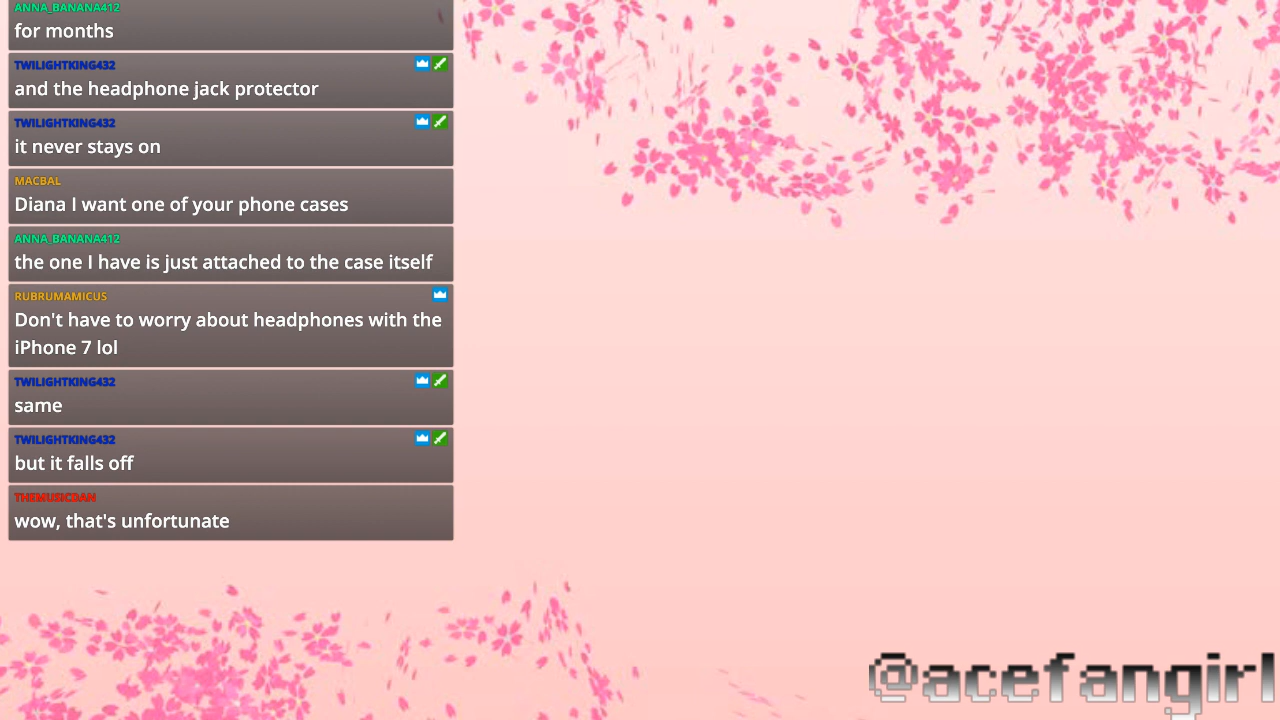 ANNA_BANANA412
for months
TWILIGHTKING432
and the headphone jack protector
TWILIGHTKING432
it never stays on
MACBAL
Diana I want one of your phone cases
ANNA_BANANA412
the one I have is just attached to the case itself
RUBRUMAMICUS
Don't have to worry about headphones with the
iPhone 7 lol
TWILIGHTKING432
same
TWILIGHTKING432
but it falls off
THEMUSICDAN
wow, that's unfortunate
@acefangirl